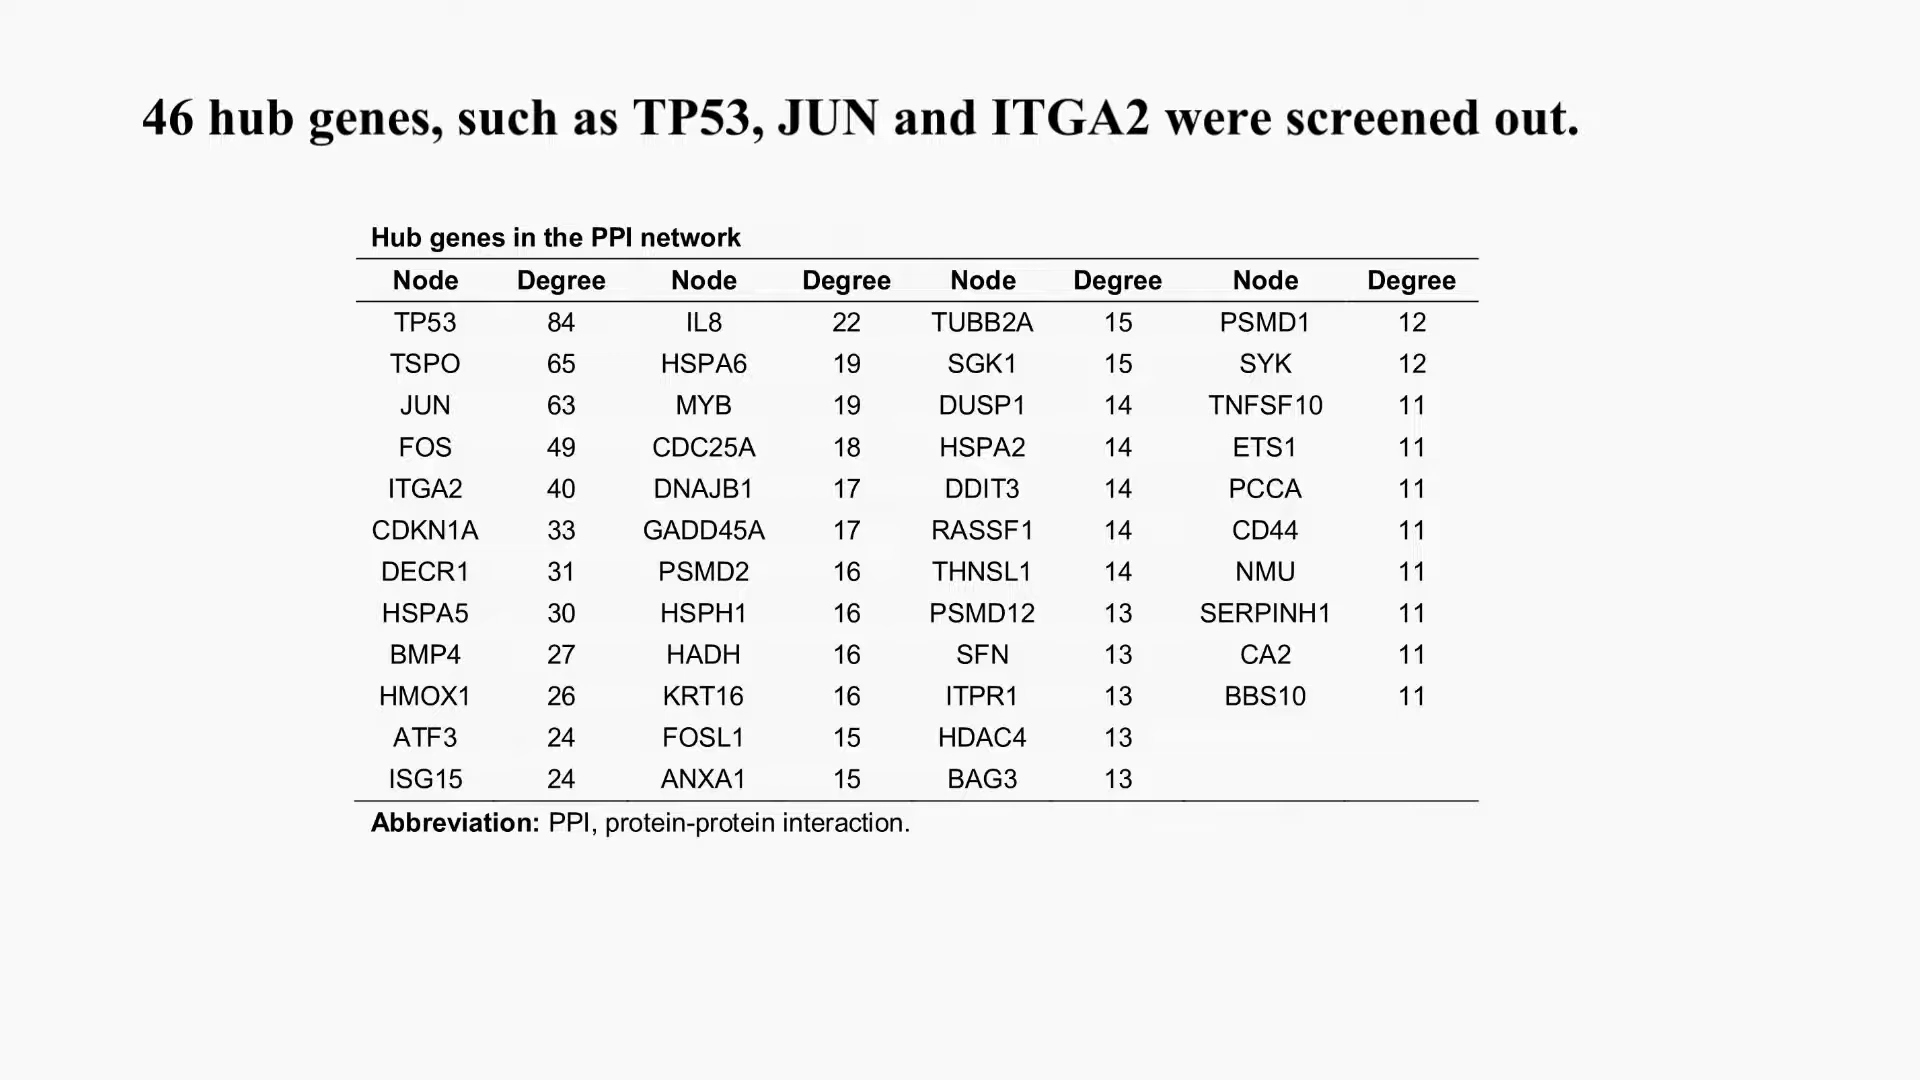 46 hub genes, such as TP53, JUN and ITGA2 were screened out.
Hub genes in the PPI network
Node Degree Node Degree Node Degree Node Degree
TP53 84 IL8 22 TUBB2A 15 PSMD1 12
TSPO 65 HSPA6 19 SGK1 15 SYK 12
JUN 63 MYB 19 DUSP1 14 TNFSF10 11
FOS 49 CDC25A 18 HSPA2 14 ETS1 11
ITGA2 40 DNAJB1 17 DDIT3 14 PCCA 11
CDKN1A 33 GADD45A 17 RASSF1 14 CD44 11
DECR1 31 PSMD2 16 THNSL1 14 NMU 11
HSPA5 30 HSPH1 16 PSMD12 13 SERPINH1 11
BMP4 27 HADH 16 SFN 13 CA2 11
HMOX1 26 KRT16 16 ITPR1 13 BBS10 11
ATF3 24 FOSL1 15 HDAC4 13
ISG15 24 ANXA1 15 BAG3 13
Abbreviation: PPI, protein-protein interaction.